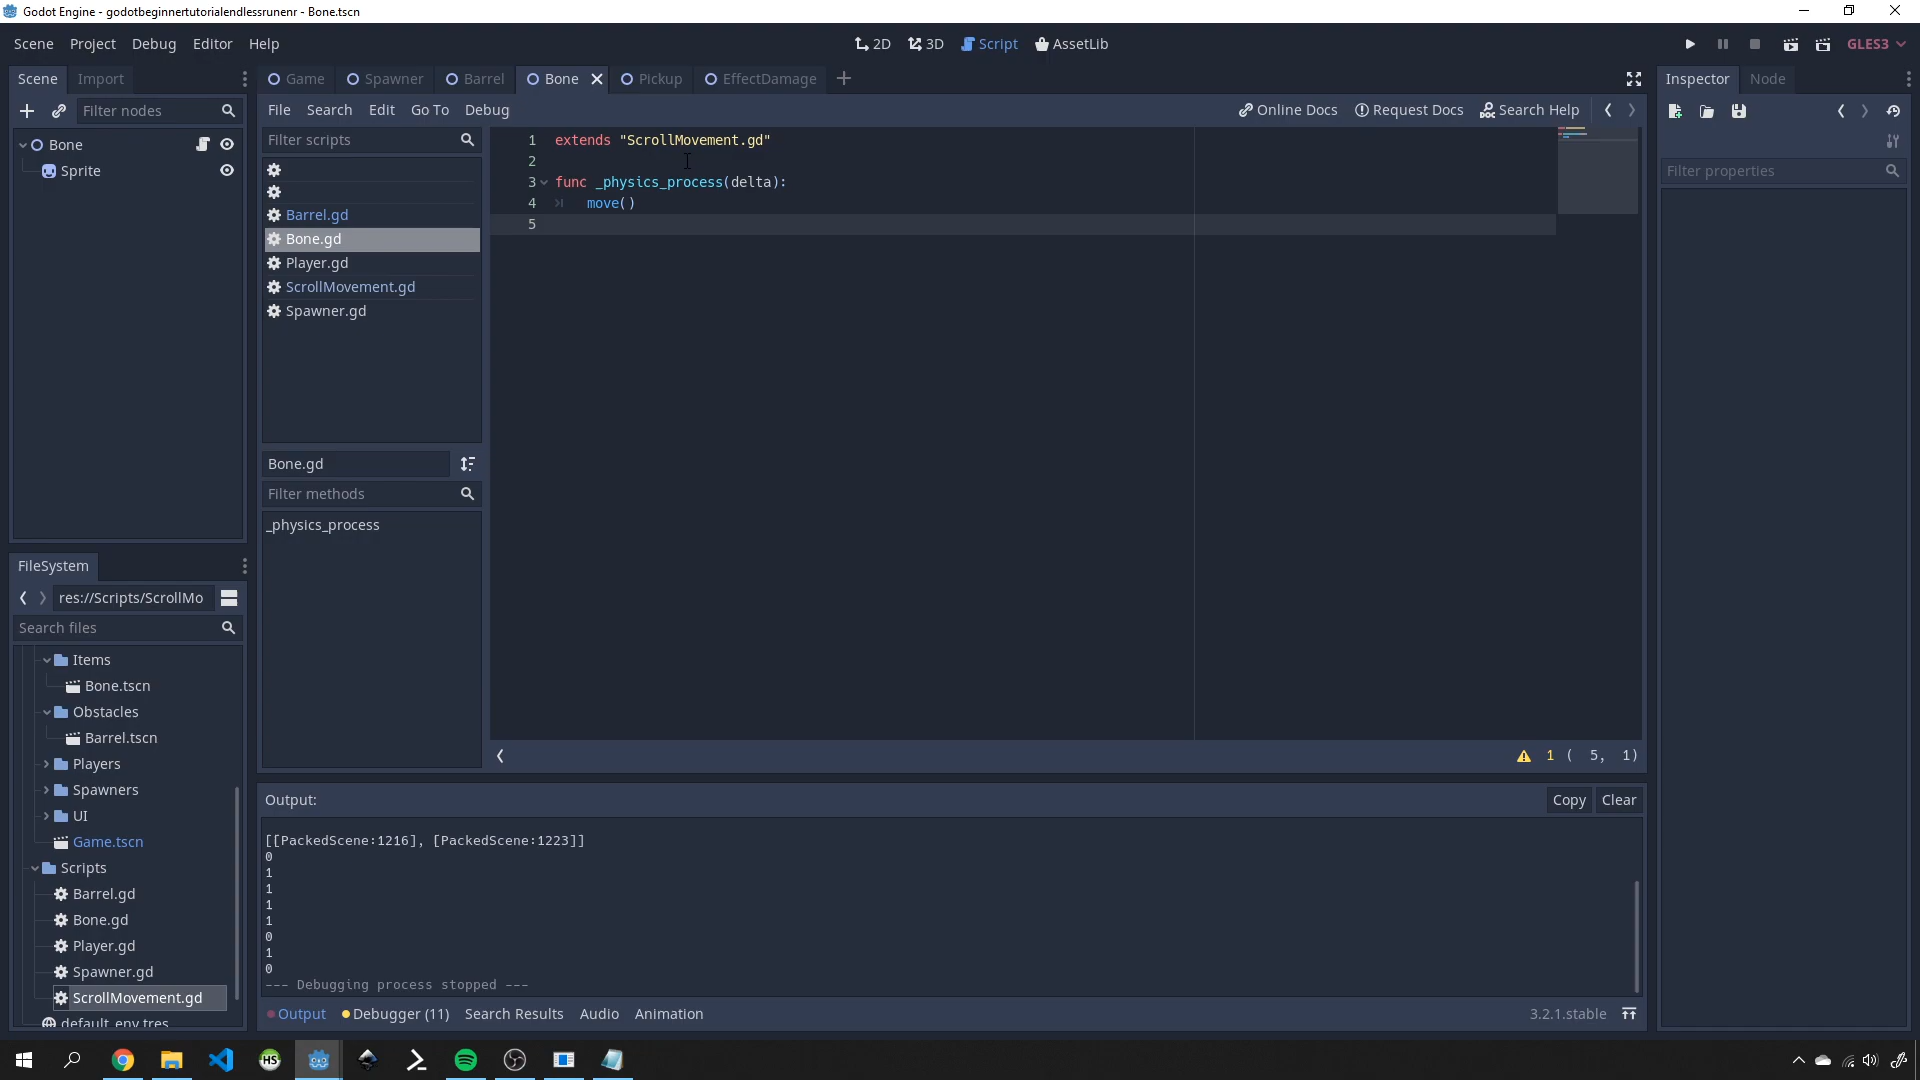 Godot Engine - godotbeginnertutorialendlessrunenr - Bone.tscn
Scene Project Debug Editor Help
2D 3D Script AssetLib
GLES3
Scene Import
Filter nodes
Bone
Sprite
Game Spawner Barrel Bone Pickup EffectDamage
File Search Edit Go To Debug
Online Docs Request Docs Search Help
Filter scripts
Barrel.gd
Bone.gd
Player.gd
ScrollMovement.gd
Spawner.gd
Bone.gd
Filter methods
_physics_process
1 extends "ScrollMovement.gd"
2
3 func _physics_process(delta):
4 move()
5
1 ( 5, 1)
Inspector Node
Filter properties
FileSystem
res://Scripts/ScrollMo
Search files
Items
Bone.tscn
Obstacles
Barrel.tscn
Players
Spawners
UI
Game.tscn
Scripts
Barrel.gd
Bone.gd
Player.gd
Spawner.gd
ScrollMovement.gd
default_env.tres
Output:
Copy Clear
[[PackedScene:1216], [PackedScene:1223]]
0
1
1
1
1
0
1
0
--- Debugging process stopped ---
Output Debugger (11) Search Results Audio Animation
3.2.1.stable
HS